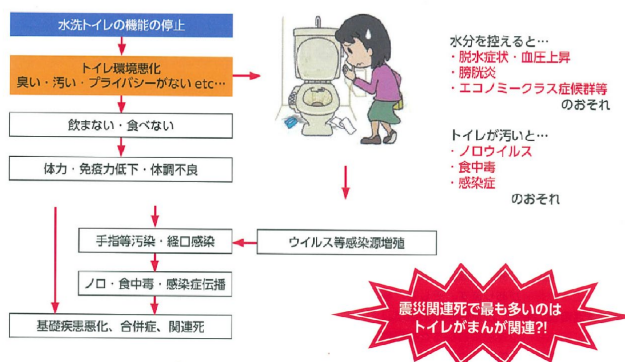 水洗トイレの機能の停止
トイレ環境悪化
臭い・汚い・プライバシーがない etc…
飲まない・食べない
体力・免疫力低下・体調不良
手指等汚染・経口感染
ウイルス等感染源増殖
ノロ・食中毒・感染症伝播
基礎疾患悪化、合併症、関連死
水分を控えると…
・脱水症状・血圧上昇
・膀胱炎
・エコノミークラス症候群等
のおそれ
トイレが汚いと…
・ノロウイルス
・食中毒
・感染症
のおそれ
震災関連死で最も多いのは
トイレがまんが関連?!